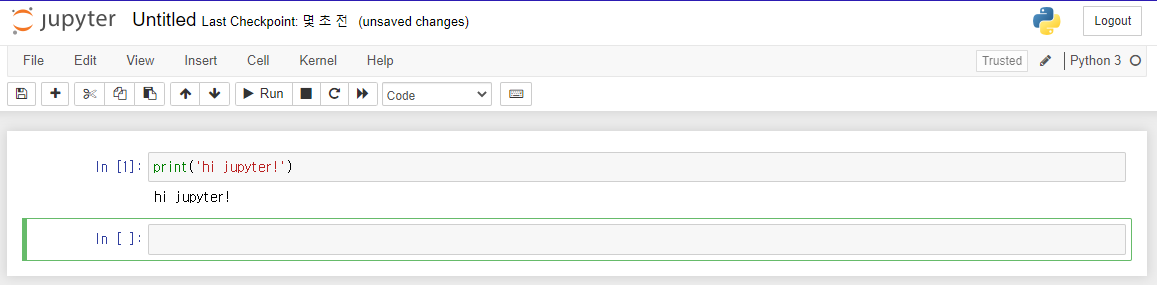 jupyter Untitled Last Checkpoint: 몇 초 전 (unsaved changes) Logout
File Edit View Insert Cell Kernel Help Trusted Python 3
Run Code
In [1]: print('hi jupyter!')
hi jupyter!
In [ ]: